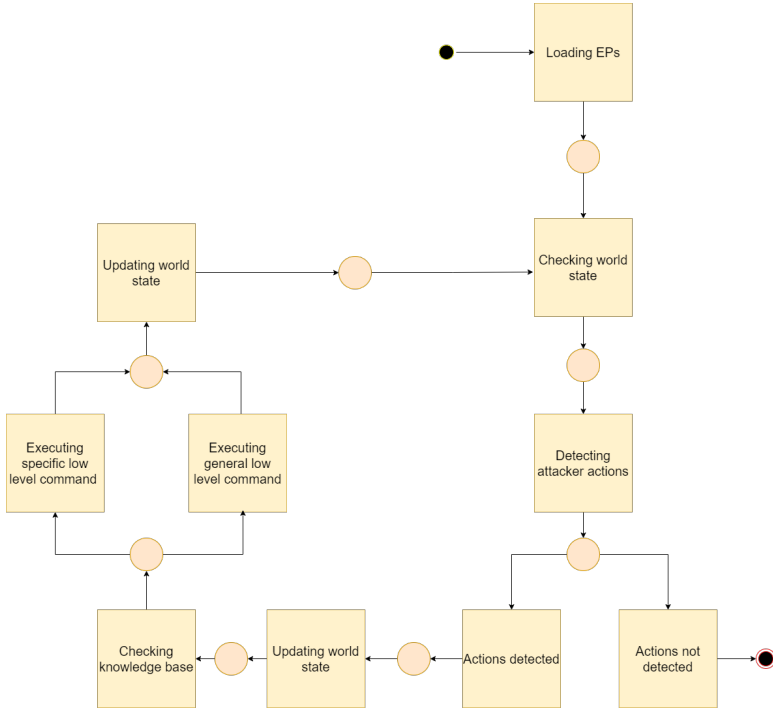 Loading EPs
Updating world
state
Checking world
state
Executing
specific low
level command
Executing
general low
level command
Detecting
attacker actions
Checking
knowledge base
Updating world
state
Actions detected
Actions not
detected